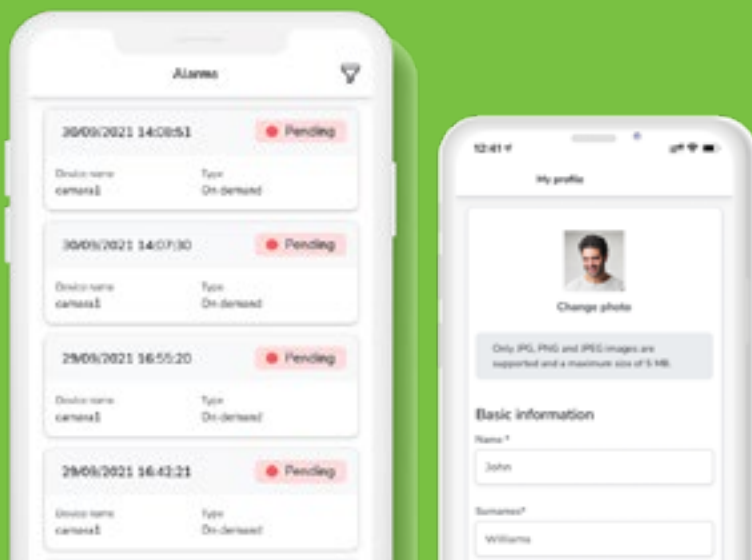 Alarms
30/09/2021 14:08:51
Pending
Device name
Type
camera1
On demand
30/09/2021 14:07:30
Pending
Device name
Type
camera1
On demand
29/09/2021 16:55:20
Pending
Device name
Type
camera1
On demand
29/09/2021 16:42:21
Pending
Device name
Type
camera1
On demand
12:41
My profile
Change photo
Only JPG, PNG and JPEG images are
supported and a maximum size of 5 MB.
Basic information
Name *
John
Surnames*
Williams